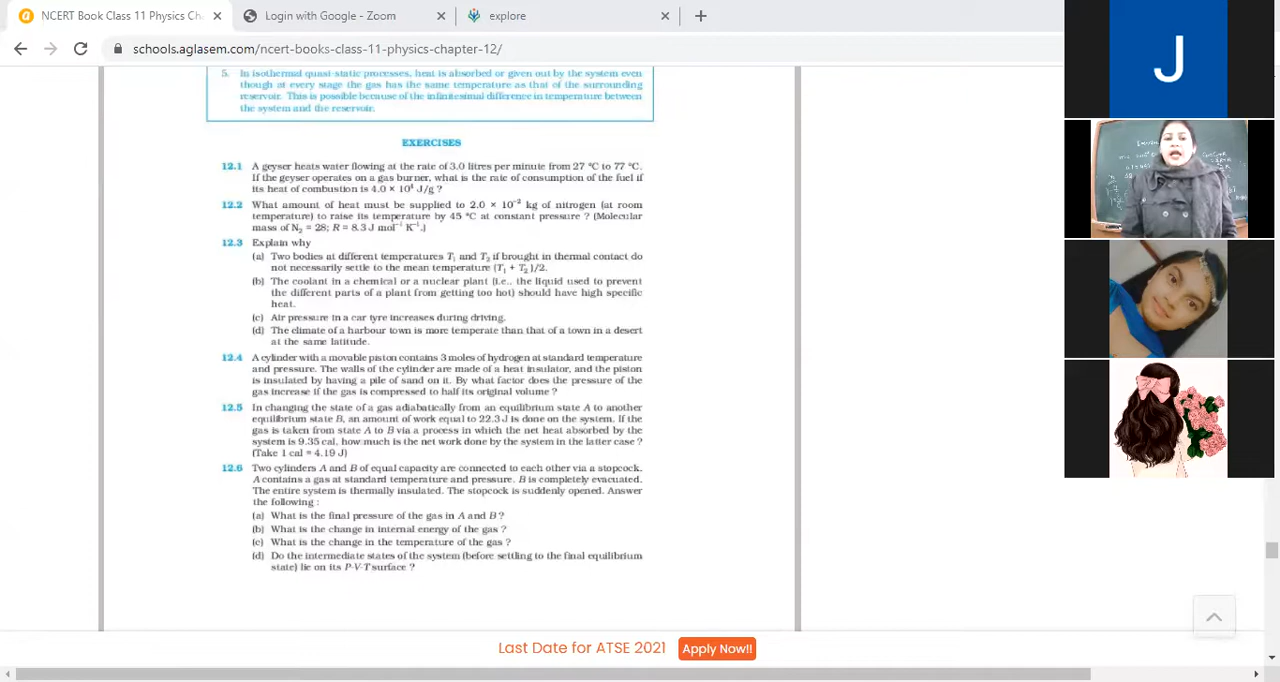 NCERT Book Class 11 Physics Ch
Login with Google - Zoom
explore
schools.aglasem.com/ncert-books-class-11-physics-chapter-12/
J
5. In isothermal quasi-static processes, heat is absorbed or given out by the system even
though at every stage the gas has the same temperature as that of the surrounding
reservoir. This is possible because of the infinitesimal difference in temperature between
the system and the reservoir.
EXERCISES
12.1 A geyser heats water flowing at the rate of 3.0 litres per minute from 27 °C to 77 °C.
If the geyser operates on a gas burner, what is the rate of consumption of the fuel if
its heat of combustion is 4.0 × 10⁴ J/g ?
12.2 What amount of heat must be supplied to 2.0 × 10⁻² kg of nitrogen (at room
temperature) to raise its temperature by 45 °C at constant pressure ? (Molecular
mass of N₂ = 28; R = 8.3 J mol⁻¹ K⁻¹.)
12.3 Explain why
(a) Two bodies at different temperatures T₁ and T₂ if brought in thermal contact do
not necessarily settle to the mean temperature (T₁ + T₂)/2.
(b) The coolant in a chemical or a nuclear plant (i.e., the liquid used to prevent
the different parts of a plant from getting too hot) should have high specific
heat.
(c) Air pressure in a car tyre increases during driving.
(d) The climate of a harbour town is more temperate than that of a town in a desert
at the same latitude.
12.4 A cylinder with a movable piston contains 3 moles of hydrogen at standard temperature
and pressure. The walls of the cylinder are made of a heat insulator, and the piston
is insulated by having a pile of sand on it. By what factor does the pressure of the
gas increase if the gas is compressed to half its original volume ?
12.5 In changing the state of a gas adiabatically from an equilibrium state A to another
equilibrium state B, an amount of work equal to 22.3 J is done on the system. If the
gas is taken from state A to B via a process in which the net heat absorbed by the
system is 9.35 cal, how much is the net work done by the system in the latter case ?
(Take 1 cal = 4.19 J)
12.6 Two cylinders A and B of equal capacity are connected to each other via a stopcock.
A contains a gas at standard temperature and pressure. B is completely evacuated.
The entire system is thermally insulated. The stopcock is suddenly opened. Answer
the following :
(a) What is the final pressure of the gas in A and B ?
(b) What is the change in internal energy of the gas ?
(c) What is the change in the temperature of the gas ?
(d) Do the intermediate states of the system (before settling to the final equilibrium
state) lie on its P-V-T surface ?
Last Date for ATSE 2021 Apply Now!!